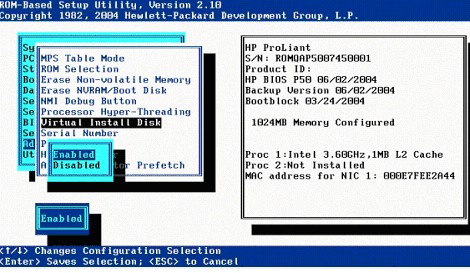 ROM-Based Setup Utility, Version 2.10
Copyright 1982, 2004 Hewlett-Packard Development Group, L.P.
Sy
PC
St
Bo
Da
Se
BI
Se
Ad
Ut
MPS Table Mode
ROM Selection
Erase Non-volatile Memory
Erase NVRAM/Boot Disk
NMI Debug Button
Processor Hyper-Threading
Virtual Install Disk
Serial Number
P
H
A
tor Prefetch
Enabled
Disabled
Enabled
HP ProLiant
S/N: ROMQAP5007450001
Product ID:
HP BIOS P50 06/02/2004
Backup Version 06/02/2004
Bootblock 03/24/2004
1024MB Memory Configured
Proc 1:Intel 3.60GHz,1MB L2 Cache
Proc 2:Not Installed
MAC address for NIC 1: 000E7FEE2A44
<↑/↓> Changes Configuration Selection
<Enter> Saves Selection; <ESC> to Cancel